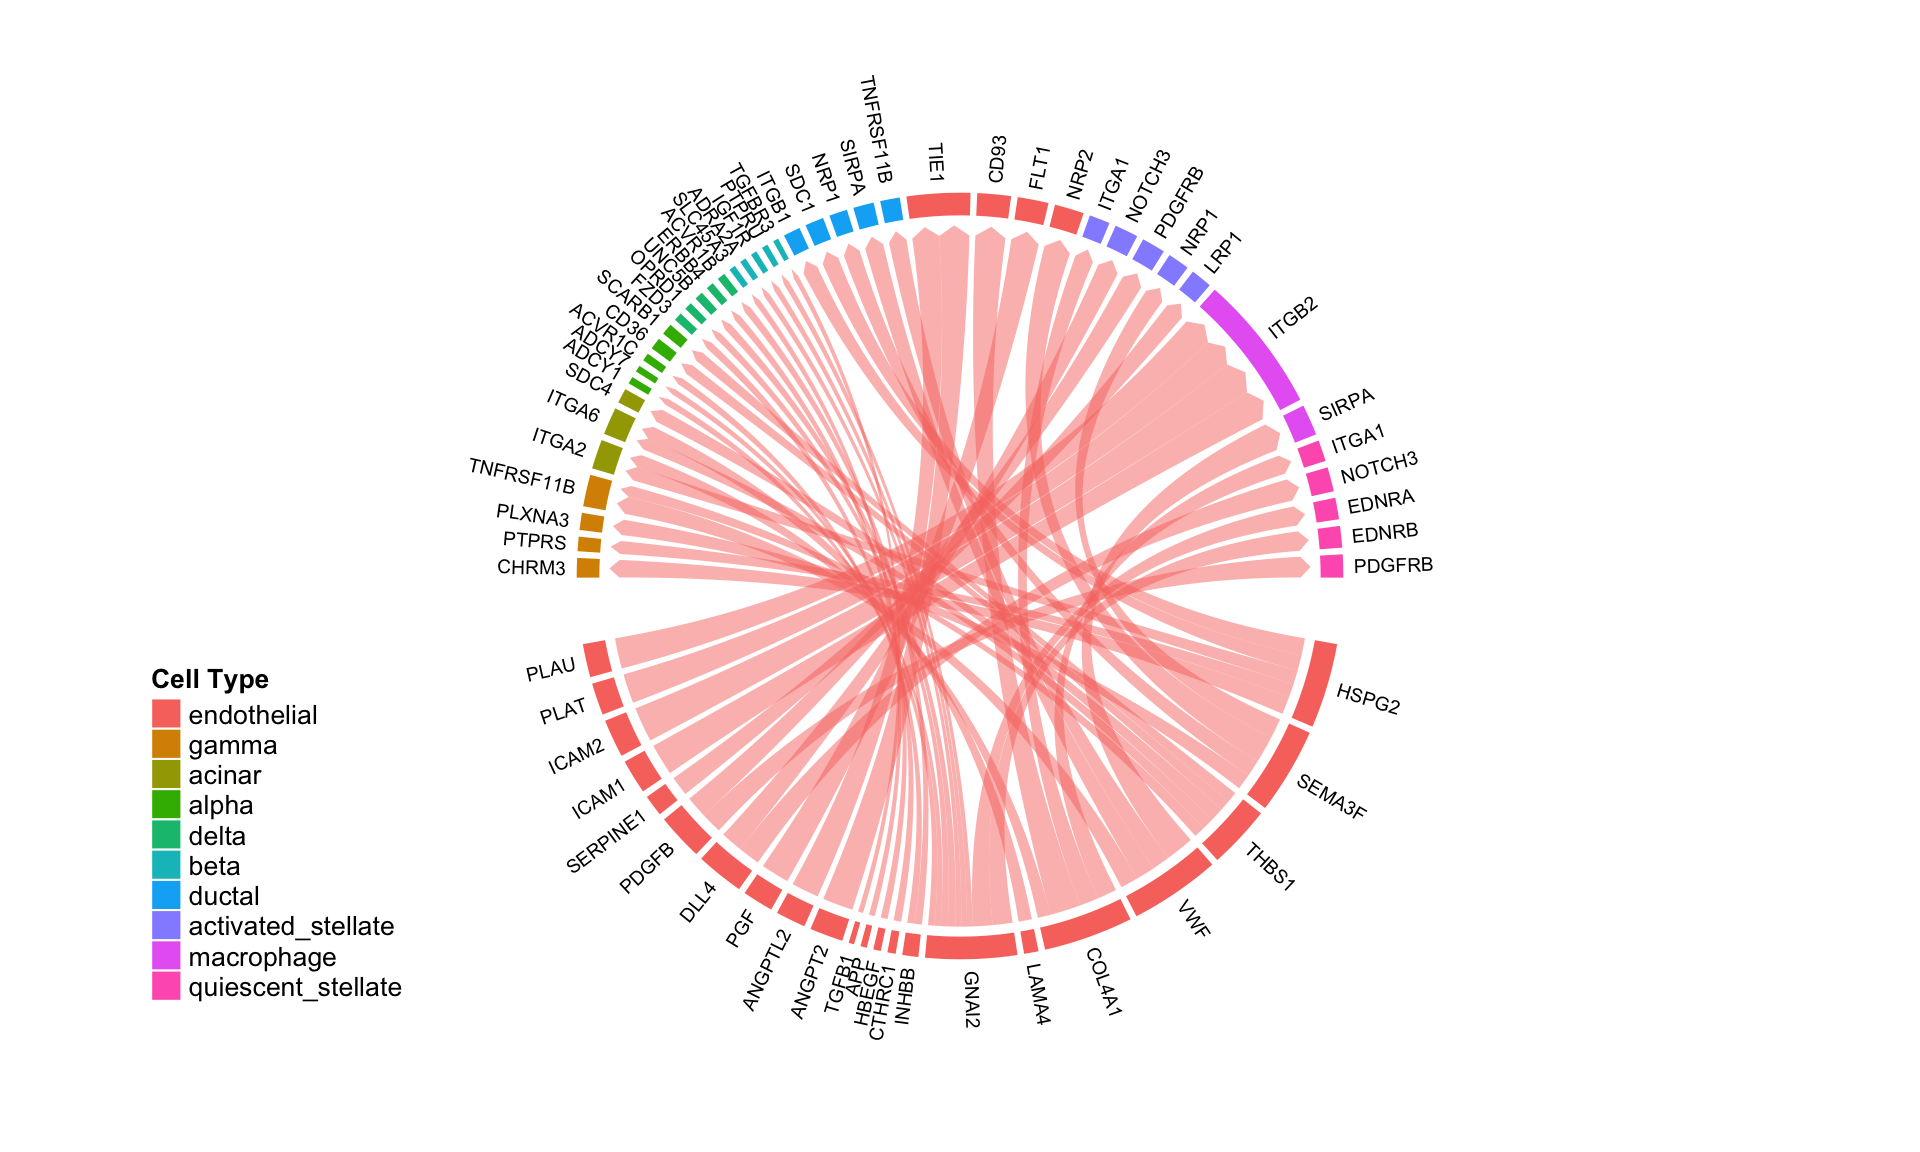 TNFRSF11B
TIE1
CD93
FLT1
NRP2
ITGA1
NOTCH3
PDGFRB
NRP1
LRP1
ITGB2
SIRPA
ITGA1
NOTCH3
EDNRA
EDNRB
PDGFRB
HSPG2
SEMA3F
THBS1
VWF
COL4A1
LAMA4
GNAI2
INHBB
CTHRC1
HBEGF
APP
TGFB1
ANGPT2
ANGPTL2
PGF
DLL4
PDGFB
SERPINE1
ICAM1
ICAM2
PLAT
PLAU
CHRM3
PTPRS
PLXNA3
TNFRSF11B
ITGA2
ITGA6
SDC4
ADCY1
ADCY7
ACVR1C
CD36
SCARB1
FZD3
OPRD1
UNC5B
ERBB4
ACVR1B
SLC45A3
ADRA2A
IGF1R
TGFBR3
ITGB1
SDC1
NRP1
SIRPA
Cell Type
endothelial
gamma
acinar
alpha
delta
beta
ductal
activated_stellate
macrophage
quiescent_stellate